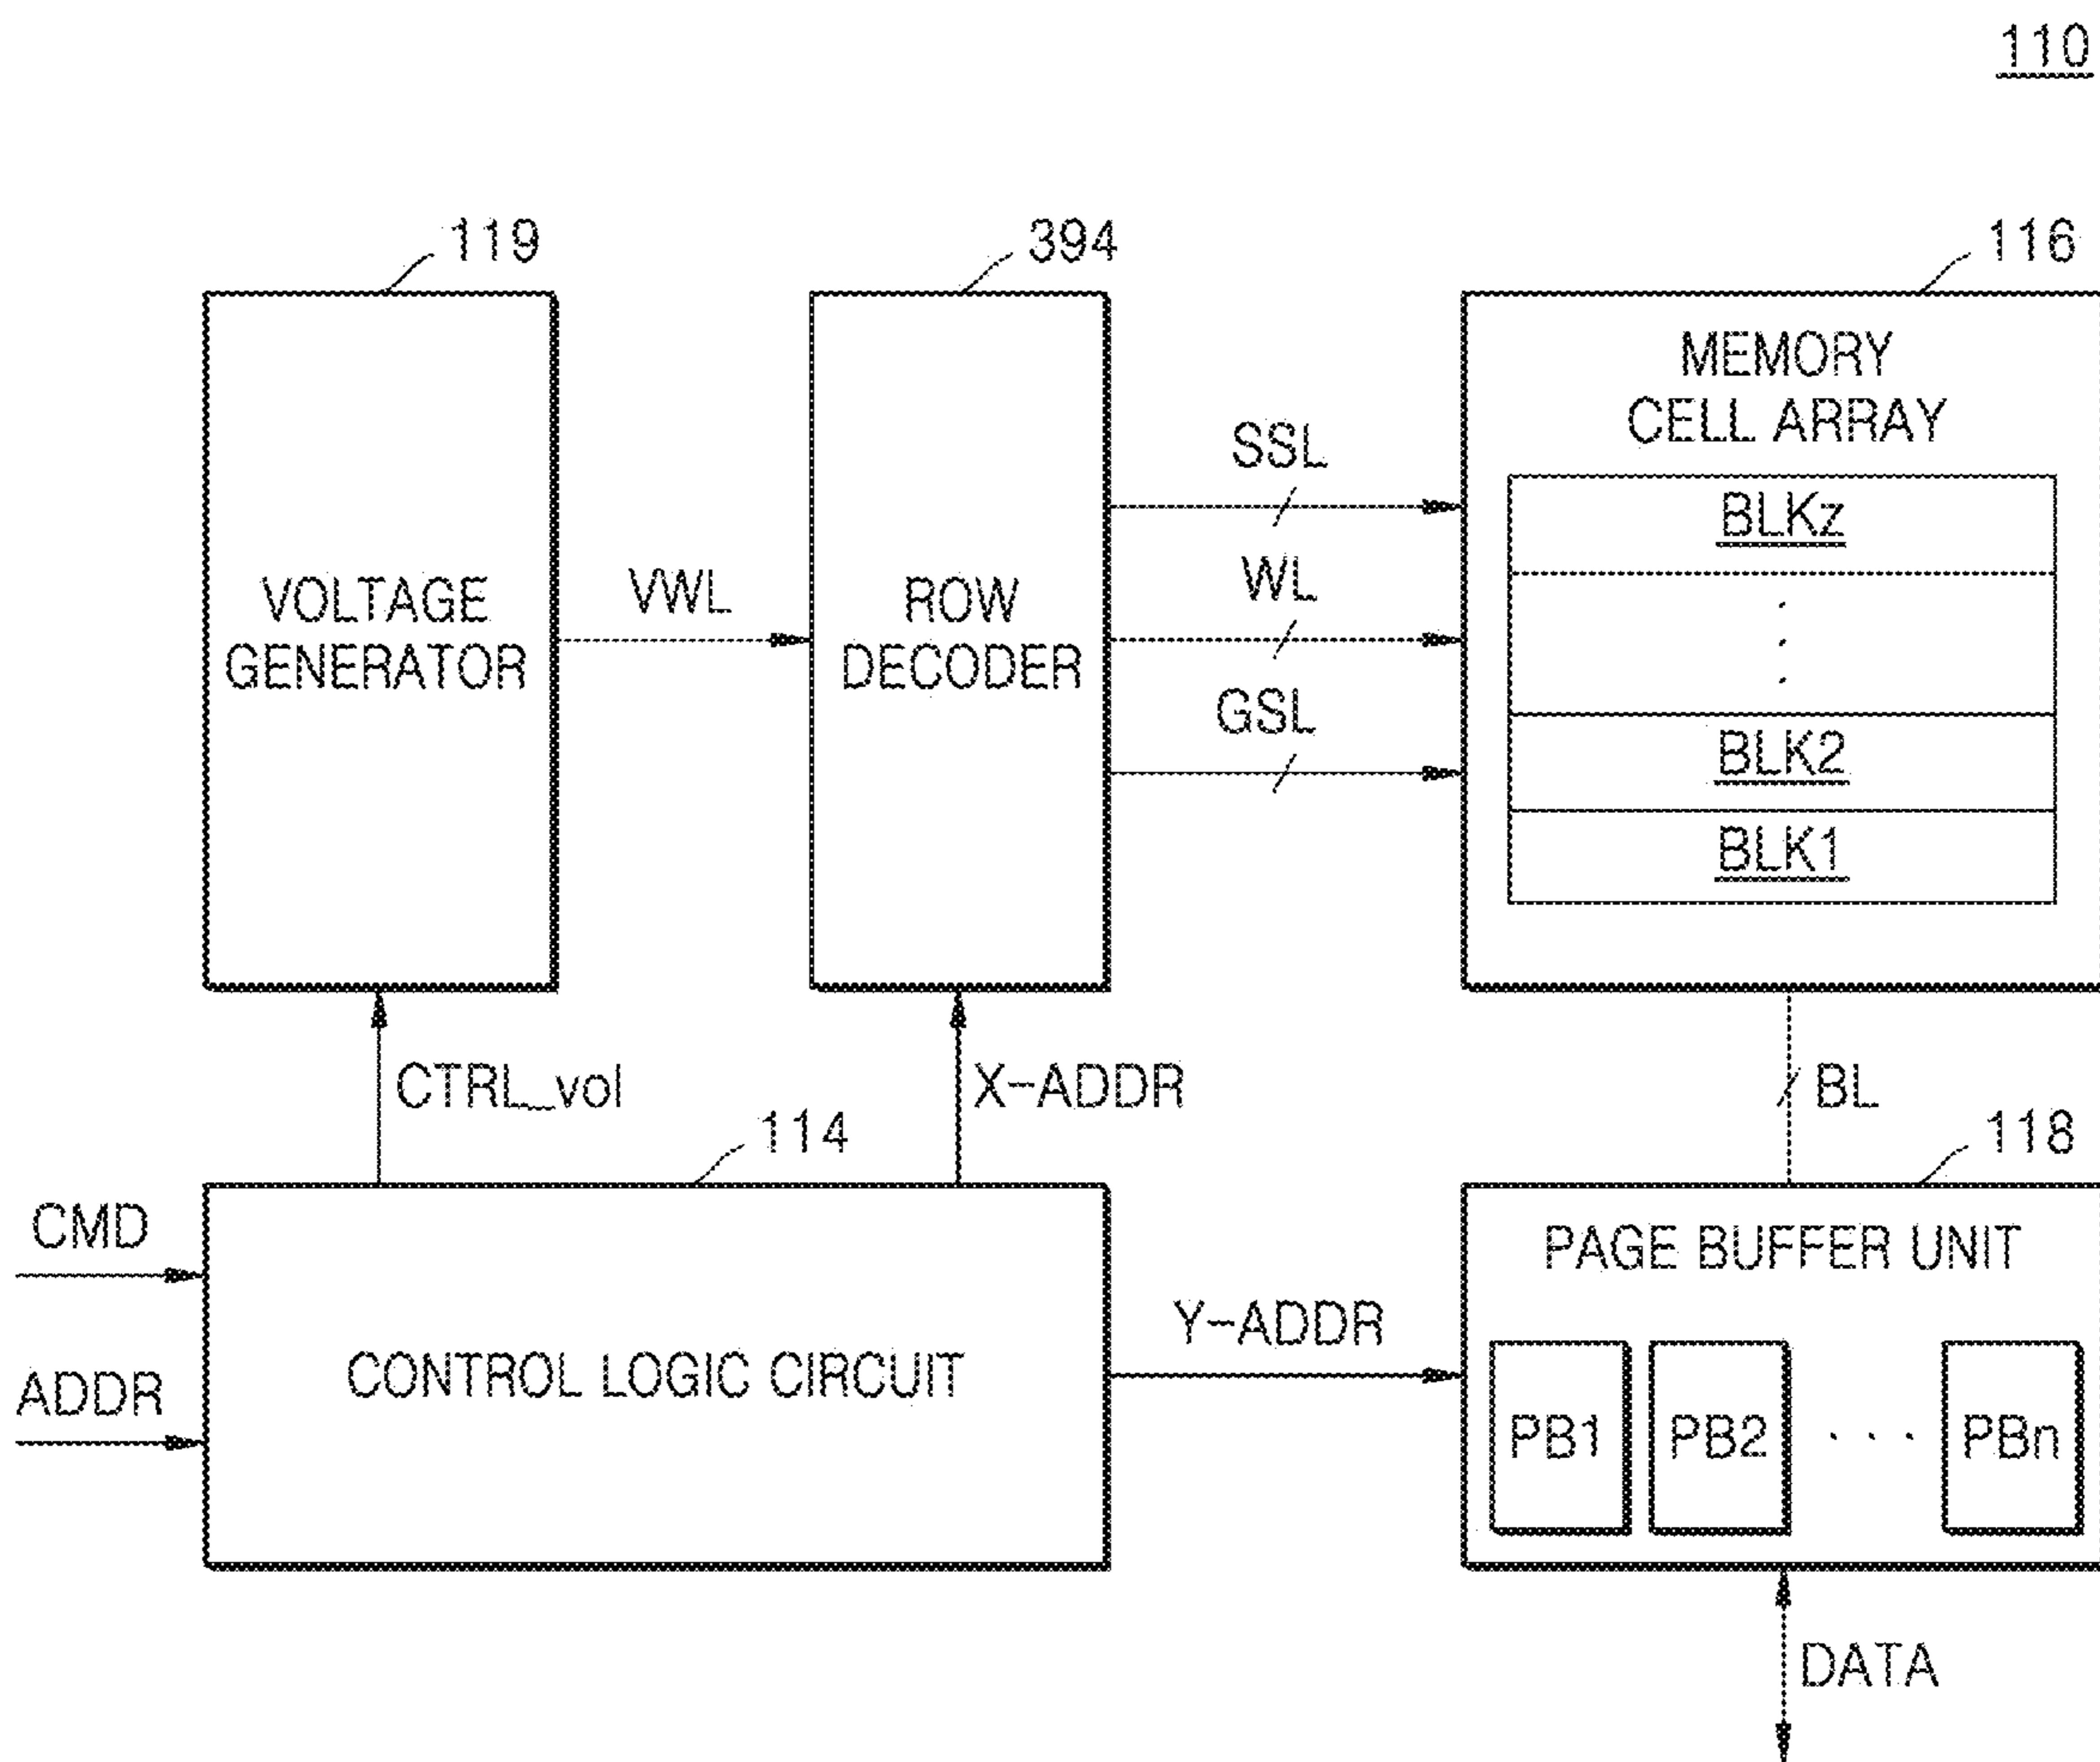 110
119
394
116
VOLTAGE
GENERATOR
VWL
ROW
DECODER
SSL
WL
GSL
MEMORY
CELL ARRAY
BLKz
BLK2
BLK1
CTRL_vol
X-ADDR
BL
114
118
CMD
ADDR
CONTROL LOGIC CIRCUIT
Y-ADDR
PAGE BUFFER UNIT
PB1
PB2
· · ·
PBn
DATA